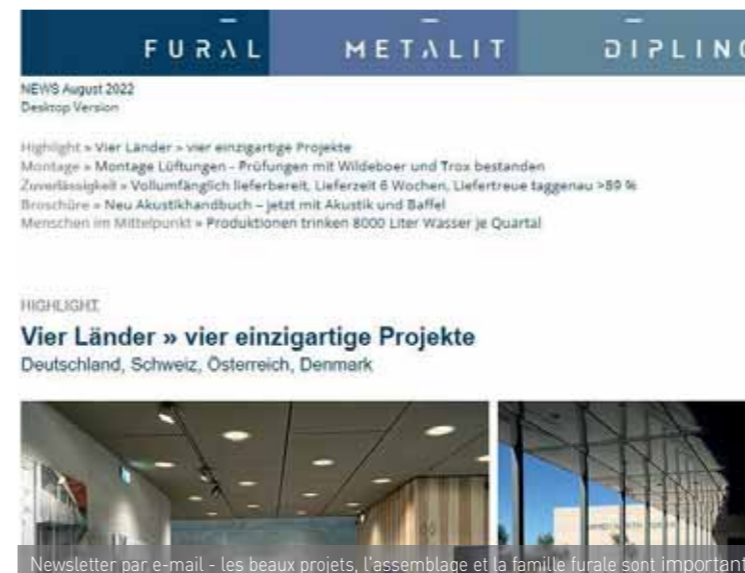 FURAL METALIT DIPLING
NEWS August 2022
Desktop Version
Highlight » Vier Länder » vier einzigartige Projekte
Montage » Montage Lüftungen - Prüfungen mit Wildeboer und Trox bestanden
Zuverlässigkeit » Vollumfänglich lieferbereit, Lieferzeit 6 Wochen, Liefertreue taggenau >89 %
Broschüre » Neu Akustikhandbuch – jetzt mit Akustik und Baffel
Menschen im Mittelpunkt » Produktionen trinken 8000 Liter Wasser je Quartal
HIGHLIGHT
Vier Länder » vier einzigartige Projekte
Deutschland, Schweiz, Österreich, Denmark
Newsletter par e-mail - les beaux projets, l'assemblage et la famille furale sont important